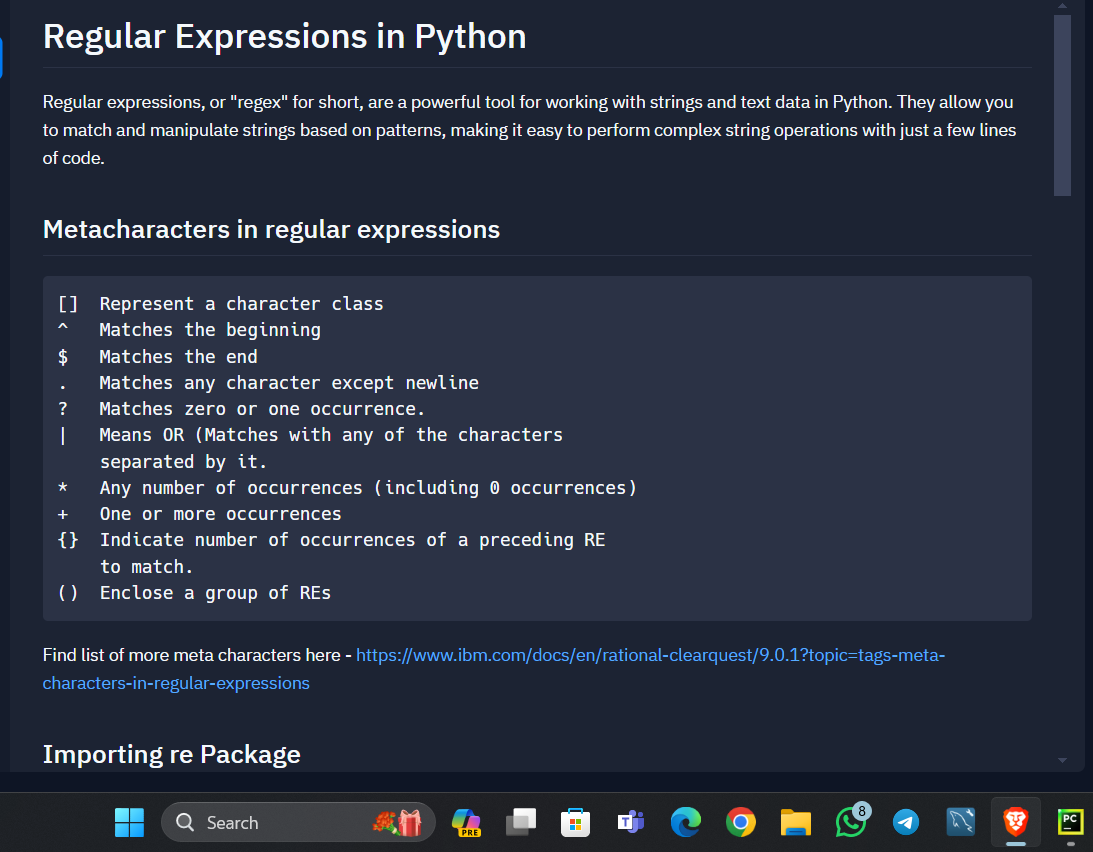 Regular Expressions in Python
Regular expressions, or "regex" for short, are a powerful tool for working with strings and text data in Python. They allow you
to match and manipulate strings based on patterns, making it easy to perform complex string operations with just a few lines
of code.
Metacharacters in regular expressions
[]  Represent a character class
^   Matches the beginning
$   Matches the end
.   Matches any character except newline
?   Matches zero or one occurrence.
|   Means OR (Matches with any of the characters
    separated by it.
*   Any number of occurrences (including 0 occurrences)
+   One or more occurrences
{}  Indicate number of occurrences of a preceding RE
    to match.
()  Enclose a group of REs
Find list of more meta characters here - https://www.ibm.com/docs/en/rational-clearquest/9.0.1?topic=tags-meta-
characters-in-regular-expressions
Importing re Package
Search
PRE
T
8
PC